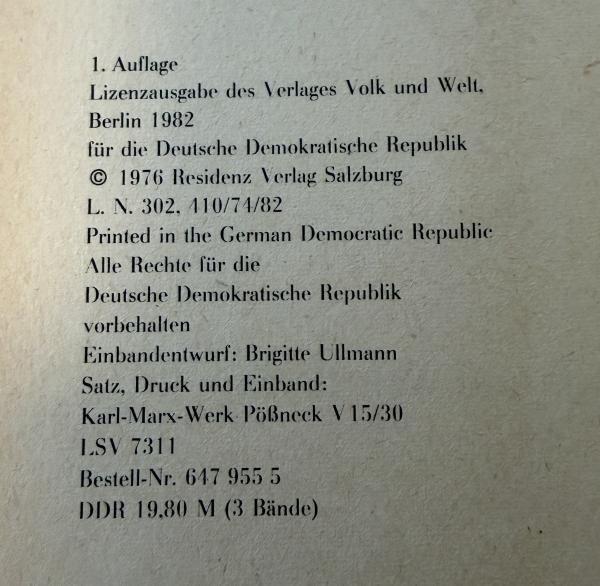 1. Auflage
Lizenzausgabe des Verlages Volk und Welt,
Berlin 1982
für die Deutsche Demokratische Republik
© 1976 Residenz Verlag Salzburg
L. N. 302, 410/74/82
Printed in the German Democratic Republic
Alle Rechte für die
Deutsche Demokratische Republik
vorbehalten
Einbandentwurf: Brigitte Ullmann
Satz, Druck und Einband:
Karl-Marx-Werk Pößneck V 15/30
LSV 7311
Bestell-Nr. 647 955 5
DDR 19,80 M (3 Bände)